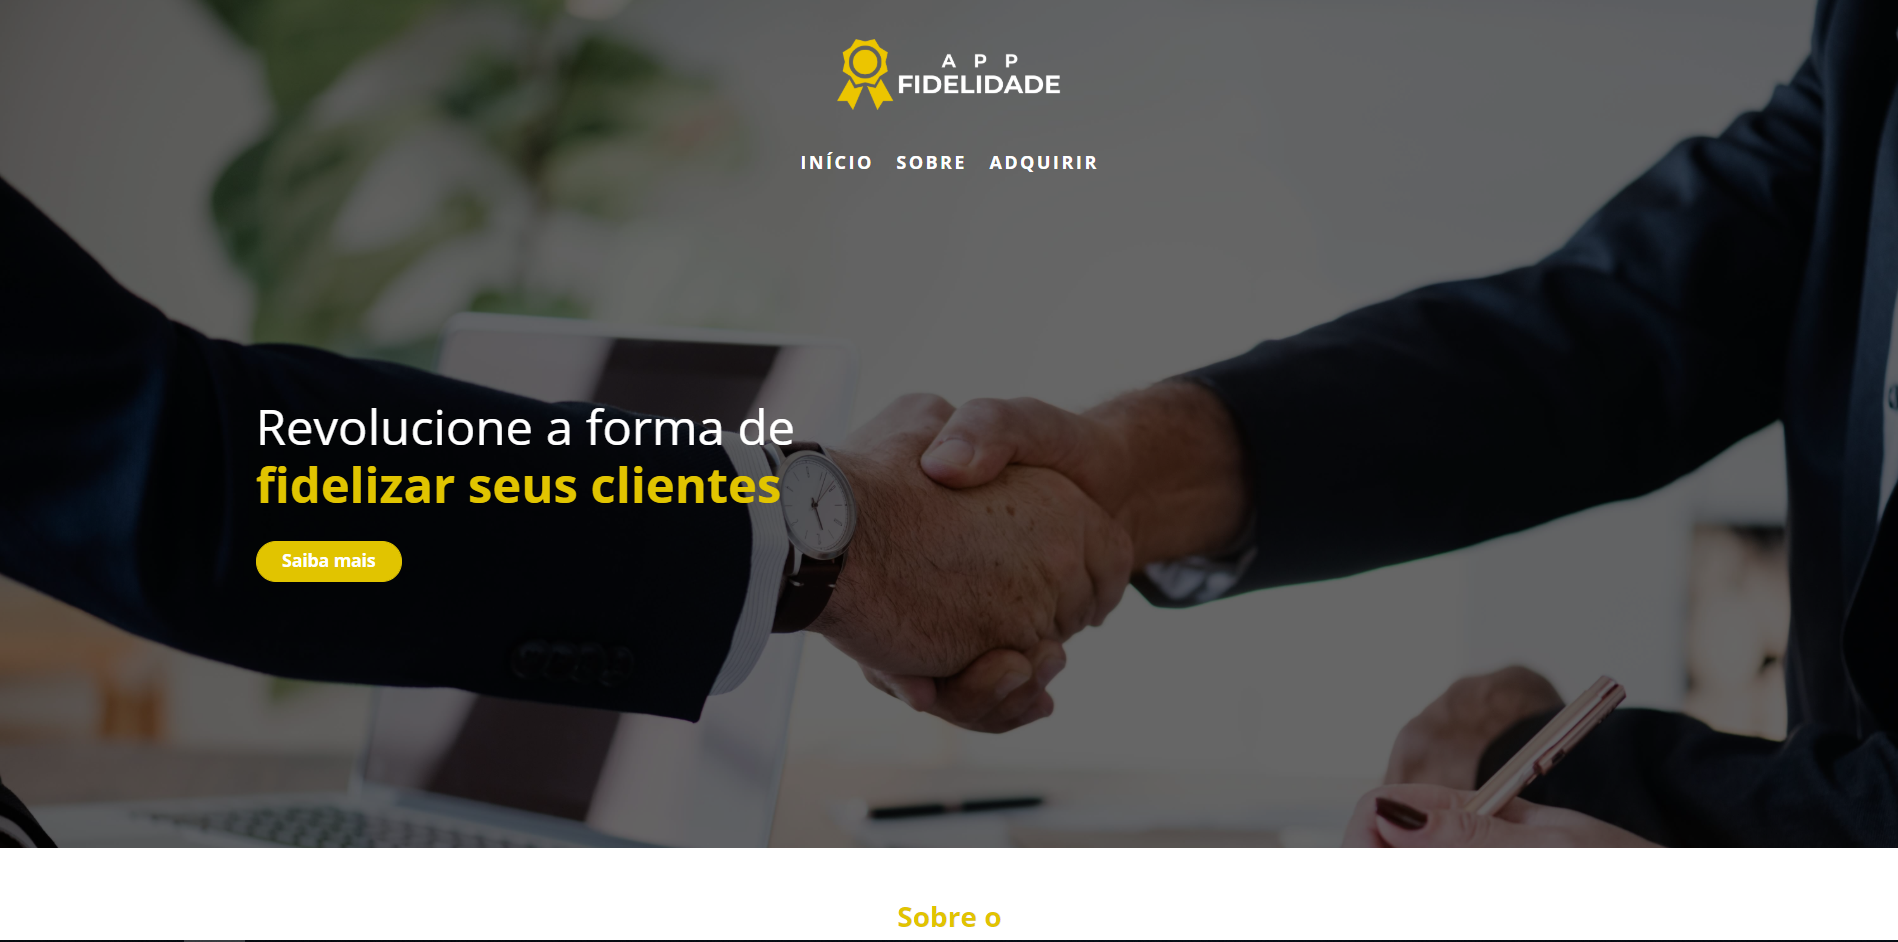 APP
FIDELIDADE
INÍCIO SOBRE ADQUIRIR
Revolucione a forma de
fidelizar seus clientes
Saiba mais
Sobre o